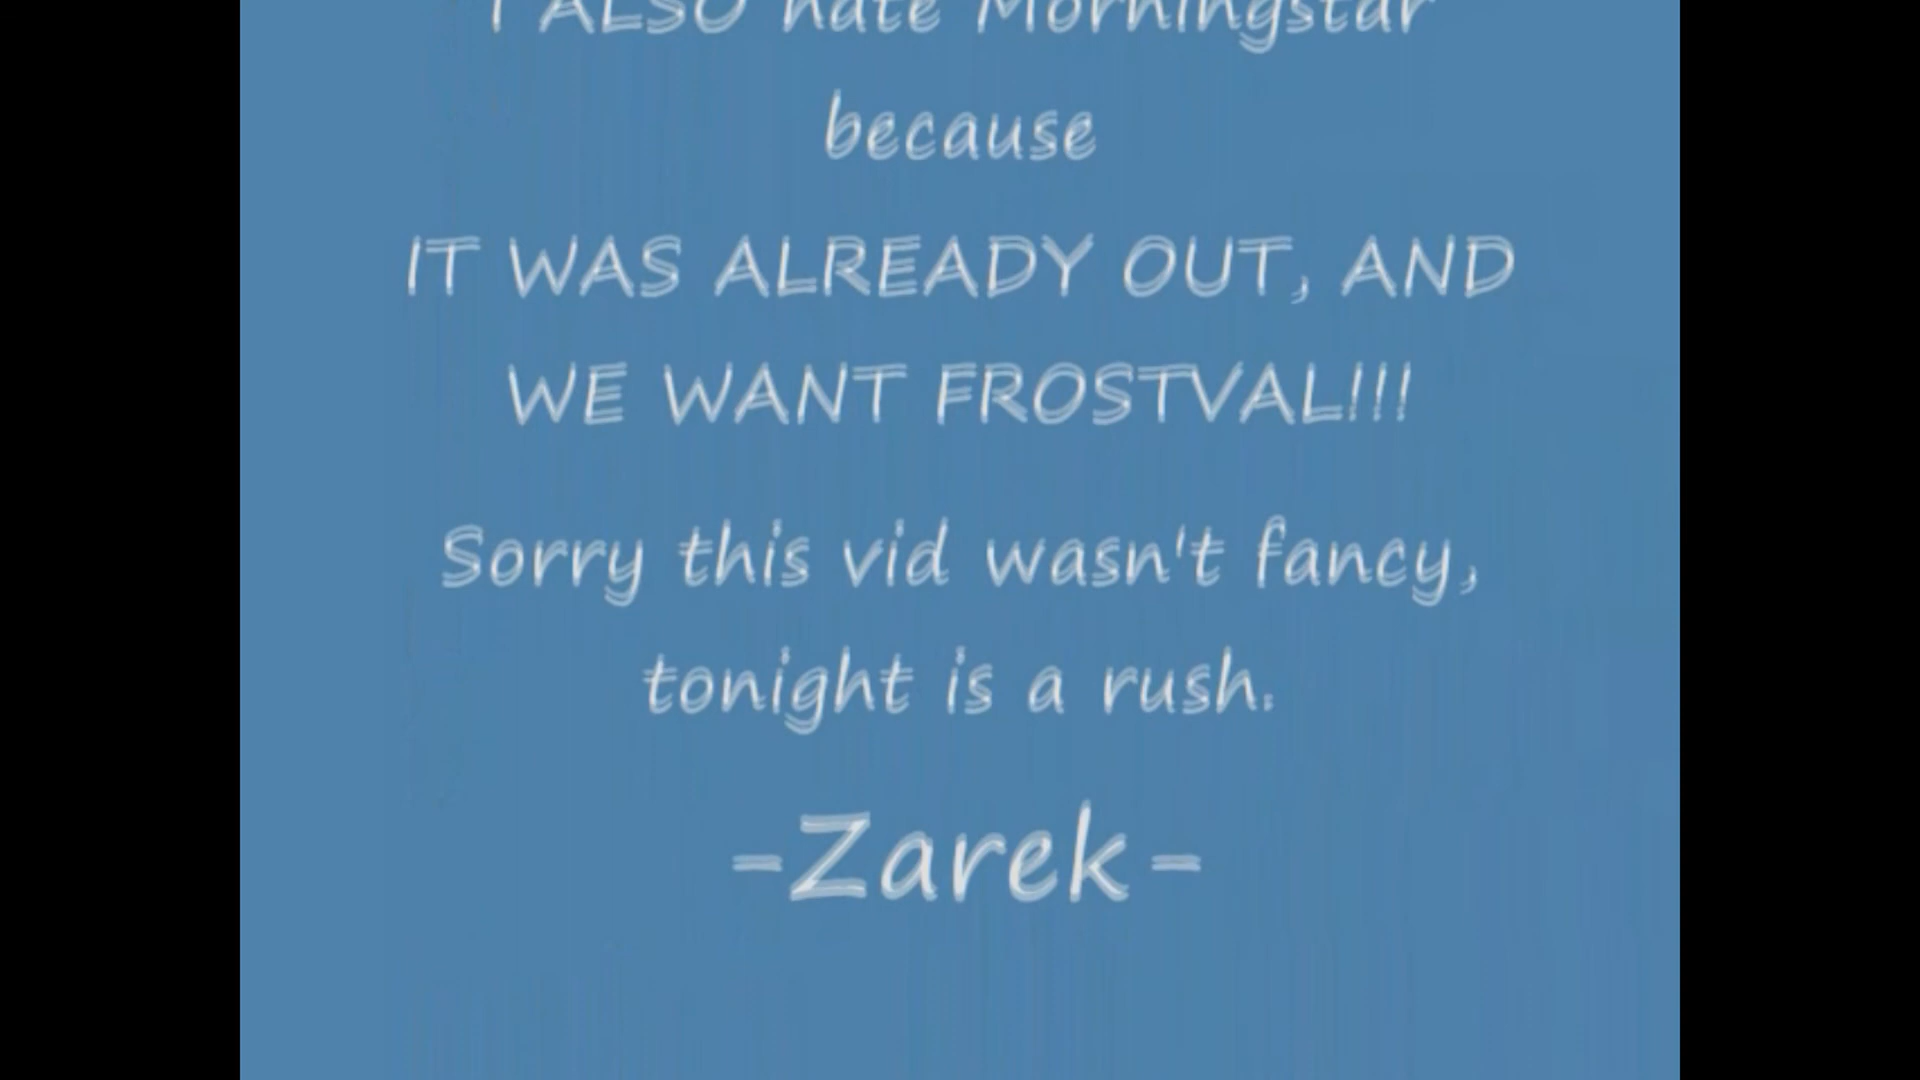 I ALSO hate Morningstar
because
IT WAS ALREADY OUT, AND
WE WANT FROSTVAL!!!
Sorry this vid wasn't fancy,
tonight is a rush.
-Zarek-